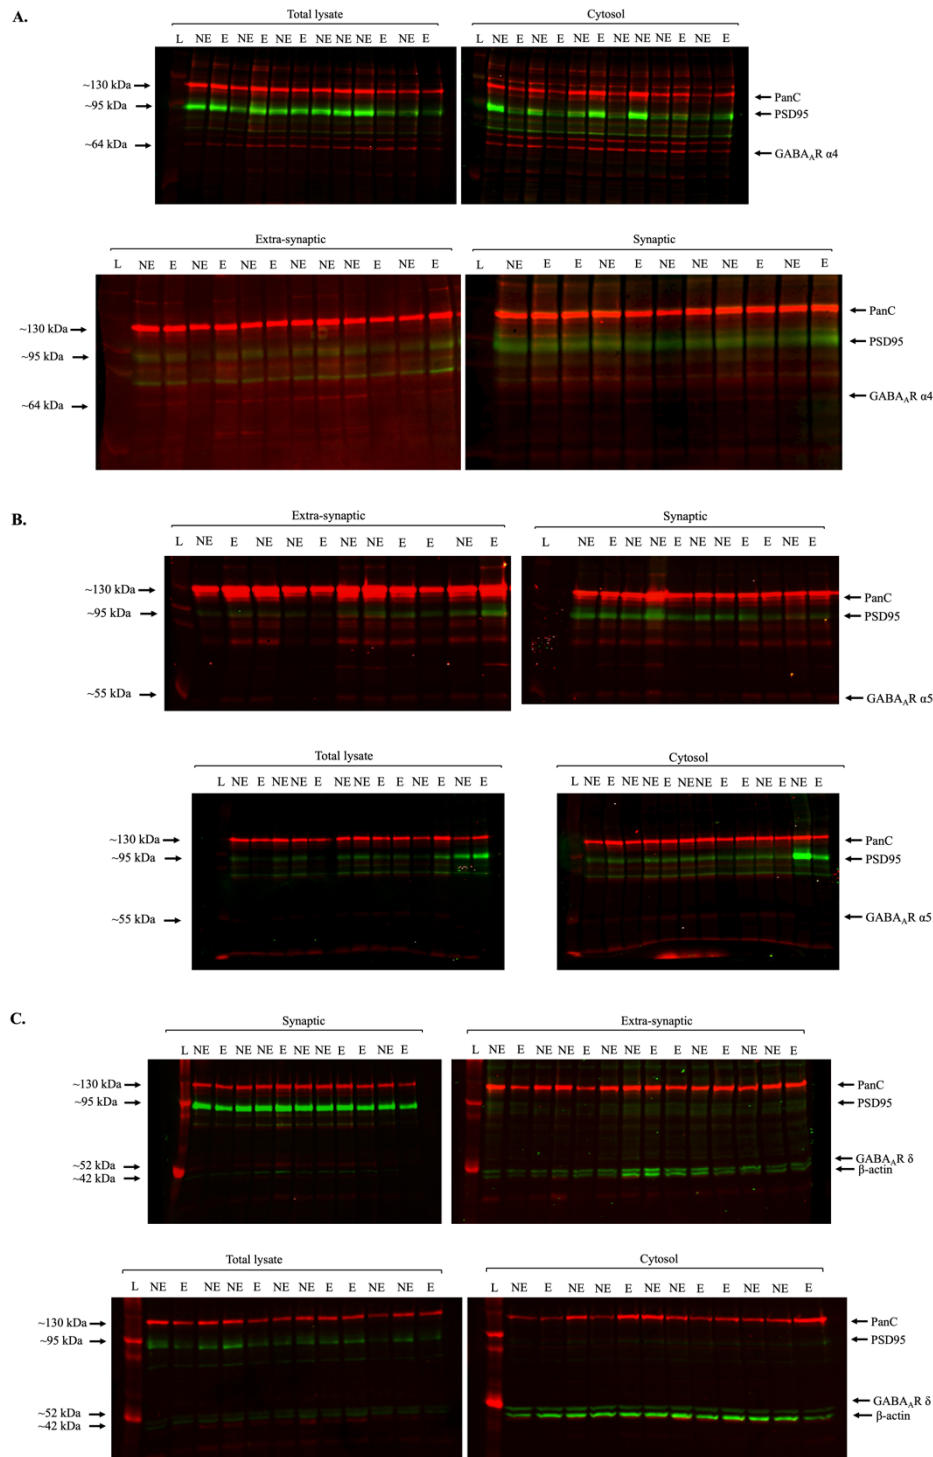 A.
Total lysate Cytosol
L NE E NE E NE E NE NE NE E NE E NE E NE E NE E NE NE NE E NE E
~130 kDa
~95 kDa
~64 kDa
PanC
PSD95
GABAAR α4
Extra-synaptic Synaptic
L NE E NE E NE E NE NE NE E NE E L NE E E NE E NE NE NE E NE E
~130 kDa
~95 kDa
~64 kDa
PanC
PSD95
GABAAR α4
B.
Extra-synaptic Synaptic
L NE E NE NE E NE NE E E NE E L NE E NE NE E NE NE E E NE E
~130 kDa
~95 kDa
~55 kDa
PanC
PSD95
GABAAR α5
Total lysate Cytosol
L NE E NE NE E NE NE E E NE E NE E L NE E NE NE E NE NE E E NE E NE E
~130 kDa
~95 kDa
~55 kDa
PanC
PSD95
GABAAR α5
C.
Synaptic Extra-synaptic
L NE E NE NE E NE NE E E NE E L NE E NE NE E NE NE E E NE E NE NE E
~130 kDa
~95 kDa
~52 kDa
~42 kDa
PanC
PSD95
GABAAR δ
β-actin
Total lysate Cytosol
L NE E NE NE E NE NE E E NE NE E L NE E NE NE E NE NE E E NE NE E
~130 kDa
~95 kDa
~52 kDa
~42 kDa
PanC
PSD95
GABAAR δ
β-actin